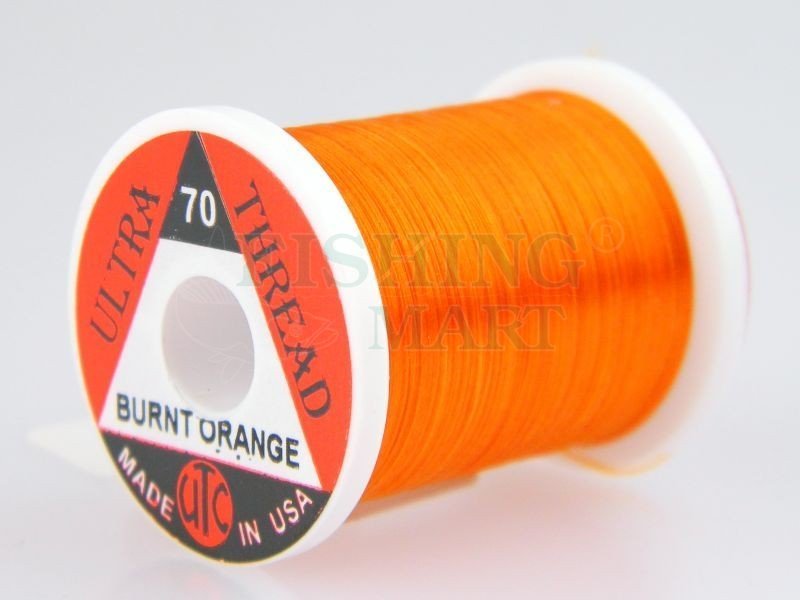 70
ULTRA
THREAD
BURNT ORANGE
MADE UTC IN USA
FISHING®
MART